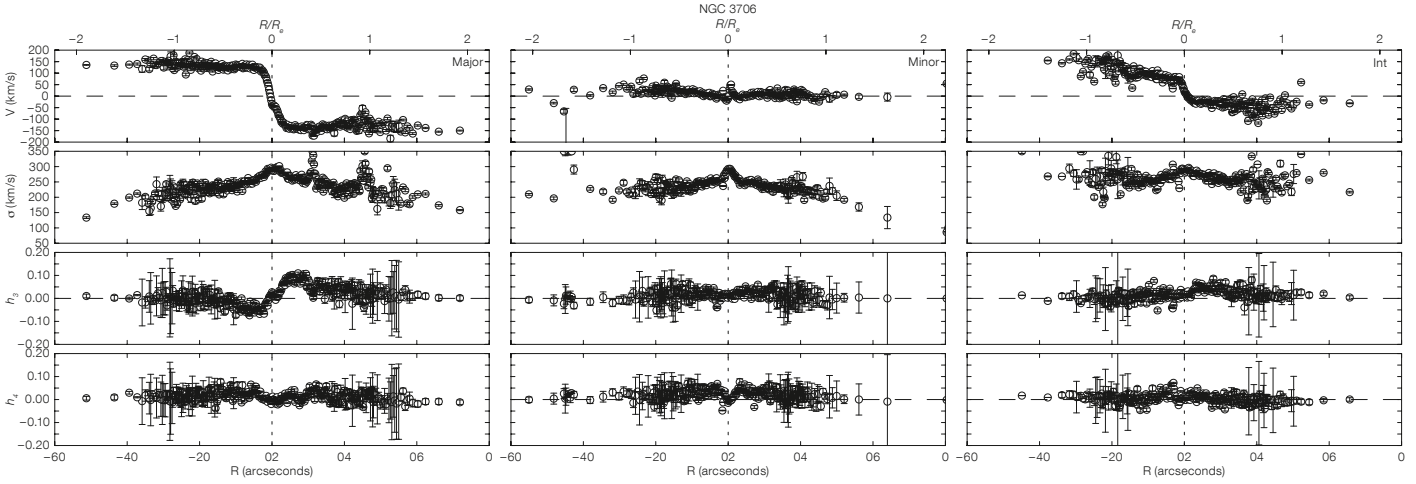 NGC 3706
R/Rₑ R/Rₑ R/Rₑ
−2 −1 0 1 2 −2 −1 0 1 2 −2 −1 0 1 2
200 Major Minor Int
150
100
50
V (km/s) 0
−50
−100
−150
−200
350
300
250
σ (km/s) 200
150
100
50
0.20
0.10
h₃ 0.00
−0.10
−0.20
0.20
0.10
h₄ 0.00
−0.10
−0.20
−60 −40 −20 02 04 06 0 −60 −40 −20 02 04 06 0 −60 −40 −20 02 04 06 0
R (arcseconds) R (arcseconds) R (arcseconds)